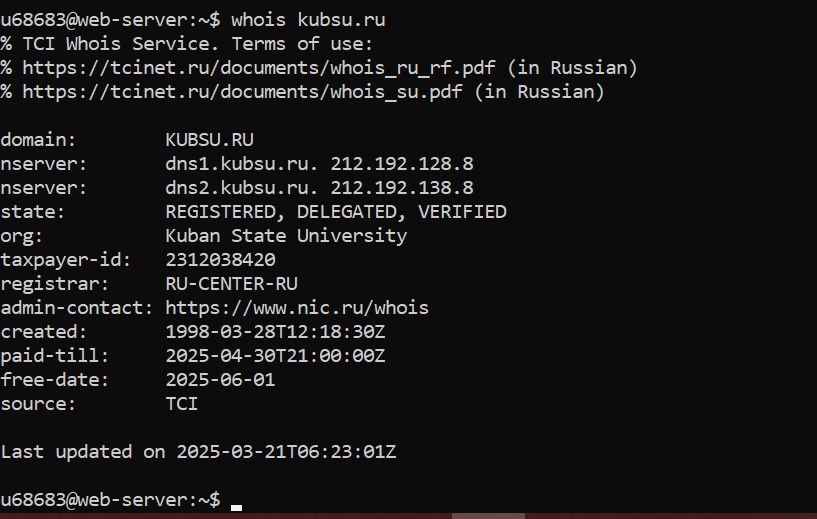 u68683@web-server:~$ whois kubsu.ru
% TCI Whois Service. Terms of use:
% https://tcinet.ru/documents/whois_ru_rf.pdf (in Russian)
% https://tcinet.ru/documents/whois_su.pdf (in Russian)

domain:        KUBSU.RU
nserver:       dns1.kubsu.ru. 212.192.128.8
nserver:       dns2.kubsu.ru. 212.192.138.8
state:         REGISTERED, DELEGATED, VERIFIED
org:           Kuban State University
taxpayer-id:   2312038420
registrar:     RU-CENTER-RU
admin-contact: https://www.nic.ru/whois
created:       1998-03-28T12:18:30Z
paid-till:     2025-04-30T21:00:00Z
free-date:     2025-06-01
source:        TCI

Last updated on 2025-03-21T06:23:01Z

u68683@web-server:~$